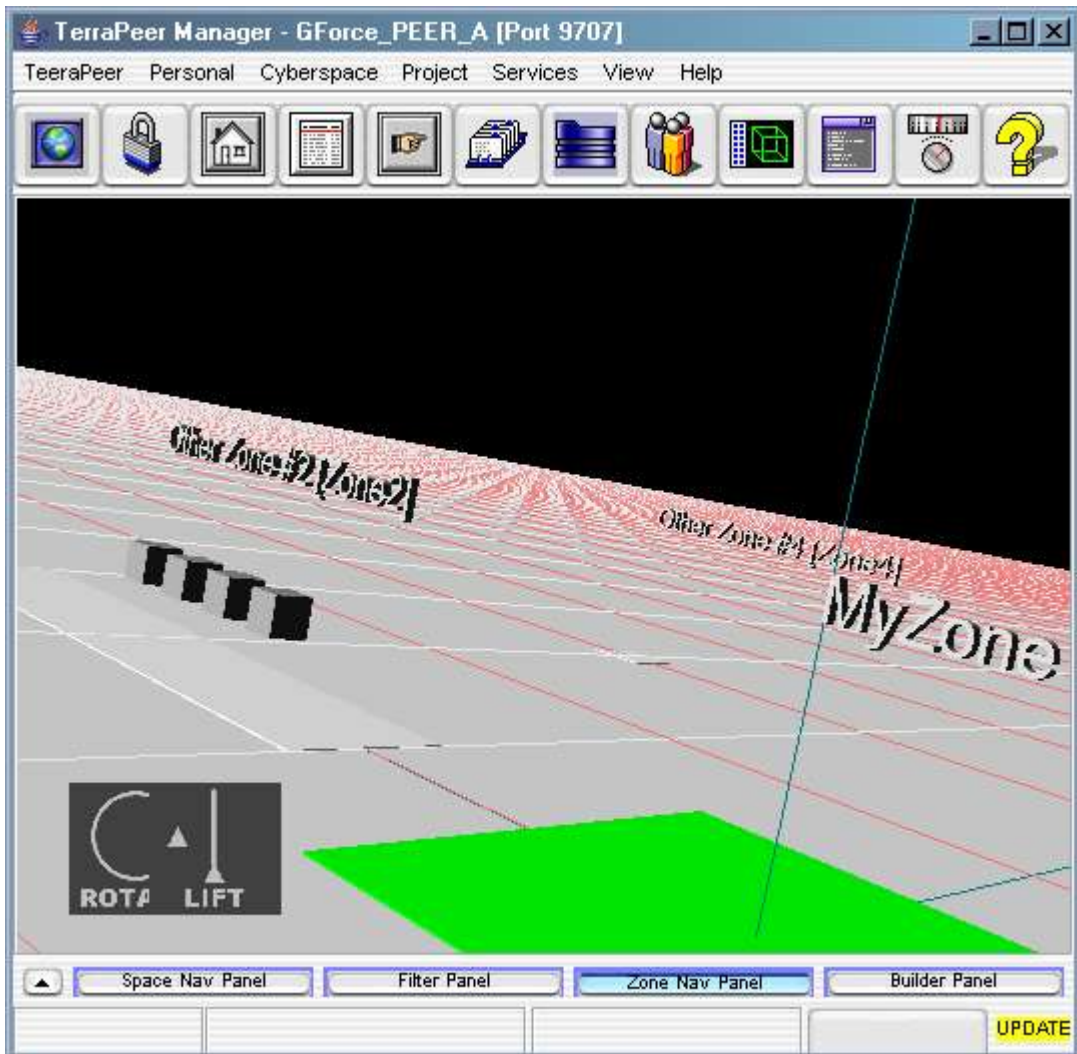 TerraPeer Manager - GForce_PEER_A [Port 9707]
TeeraPeer Personal Cyberspace Project Services View Help
Other Zone #2 [Zone2]
Other Zone #4 [Zone4]
MyZone
ROTA LIFT
Space Nav Panel Filter Panel Zone Nav Panel Builder Panel
UPDATE